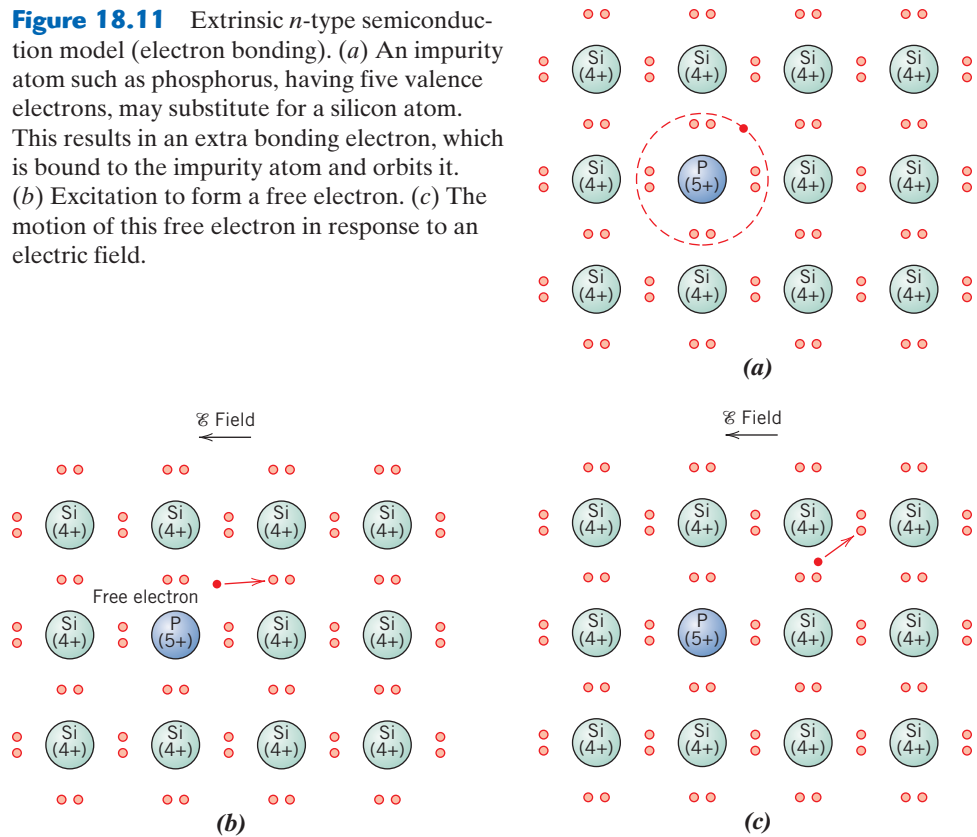 Figure 18.11 Extrinsic n-type semiconduc-
tion model (electron bonding). (a) An impurity
atom such as phosphorus, having five valence
electrons, may substitute for a silicon atom.
This results in an extra bonding electron, which
is bound to the impurity atom and orbits it.
(b) Excitation to form a free electron. (c) The
motion of this free electron in response to an
electric field.
Si Si Si Si
(4+) (4+) (4+) (4+)
Si P Si Si
(4+) (5+) (4+) (4+)
Si Si Si Si
(4+) (4+) (4+) (4+)
(a)
ℰ Field
Si Si Si Si
(4+) (4+) (4+) (4+)
Free electron
Si P Si Si
(4+) (5+) (4+) (4+)
Si Si Si Si
(4+) (4+) (4+) (4+)
(b)
ℰ Field
Si Si Si Si
(4+) (4+) (4+) (4+)
Si P Si Si
(4+) (5+) (4+) (4+)
Si Si Si Si
(4+) (4+) (4+) (4+)
(c)